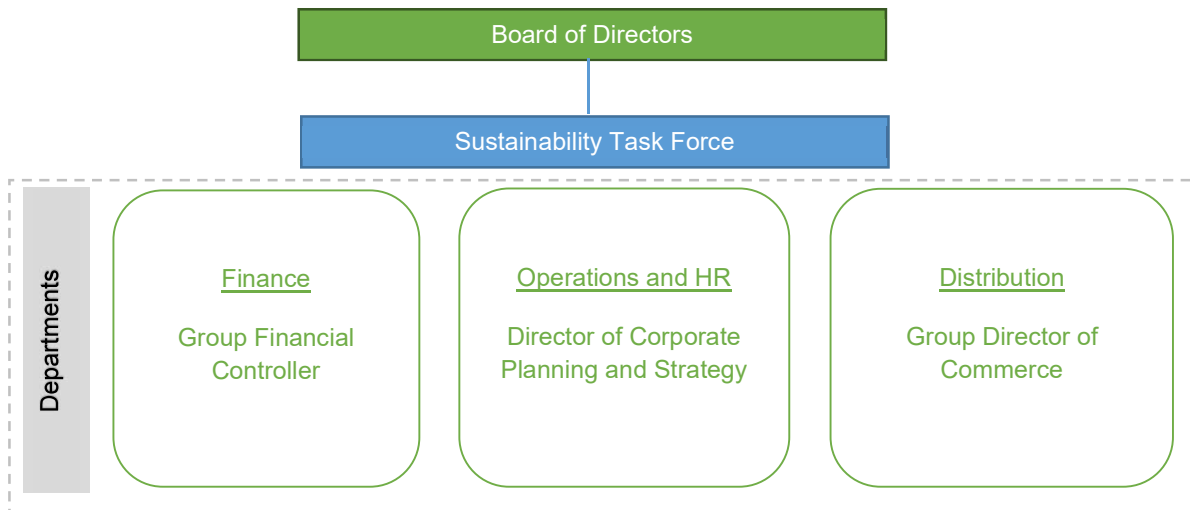 Board of Directors
Sustainability Task Force
Departments
Finance
Group Financial
Controller
Operations and HR
Director of Corporate
Planning and Strategy
Distribution
Group Director of
Commerce